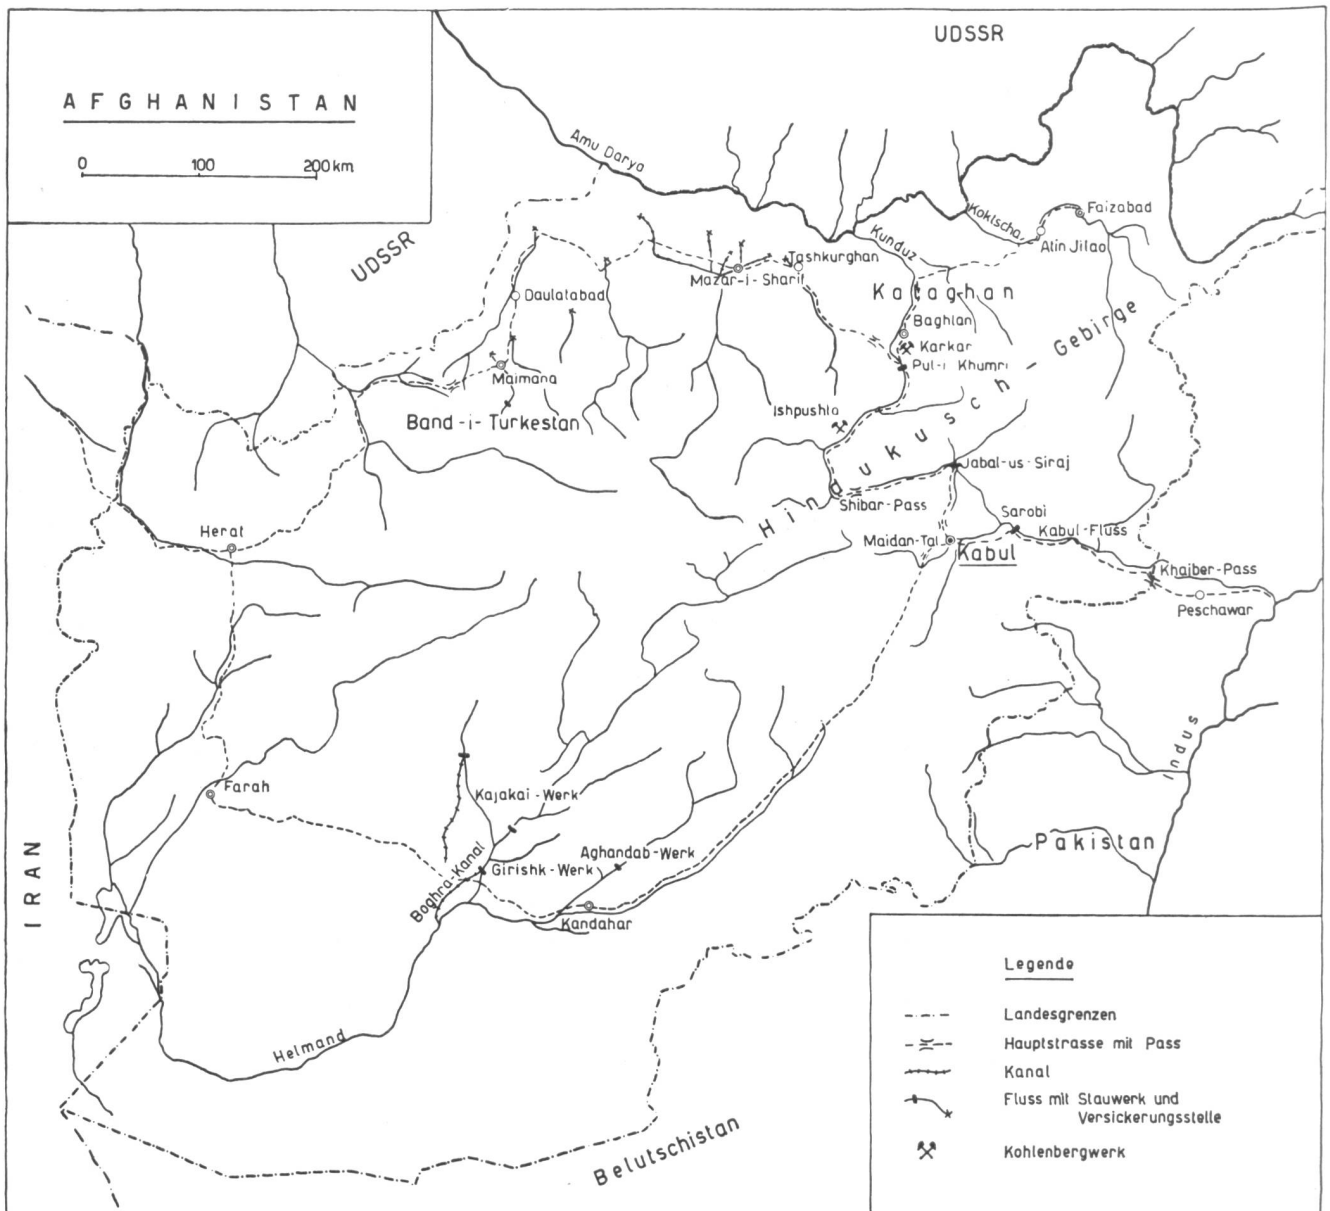 AFGHANISTAN
0 100 200 km
UDSSR
UDSSR
Amu Darya
Koktscha
Faizabad
Alin Jilao
Kunduz
Tashkurghan
Mazar-i-Sharif
Kataghan
Daulatabad
Baghlan
Karkar
Pul-i Khumri
Maimana
Ishpushta
Band-i-Turkestan
Hindukusch-Gebirge
Jabal-us-Siraj
Shibar-Pass
Sarobi
Herat
Maidan-Tal
Kabul
Kabul-Fluss
Khaiber-Pass
Peschawar
Indus
Farah
Kajakai-Werk
Boghra-Kanal
Girishk-Werk
Aghandab-Werk
Kandahar
Pakistan
IRAN
Helmand
Belutschistan
Legende
Landesgrenzen
Hauptstrasse mit Pass
Kanal
Fluss mit Stauwerk und
Versickerungsstelle
Kohlenbergwerk